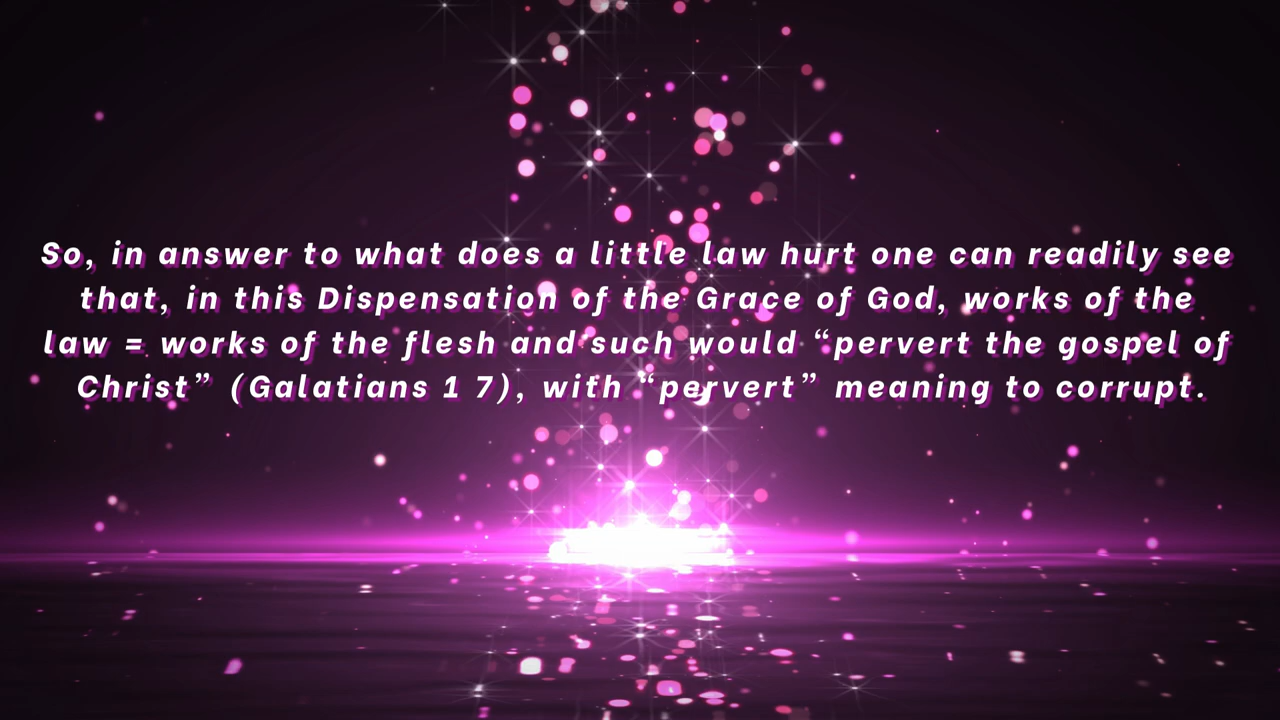 So, in answer to what does a little law hurt one can readily see
that, in this Dispensation of the Grace of God, works of the
law = works of the flesh and such would “pervert the gospel of
Christ” (Galatians 1 7), with “pervert” meaning to corrupt.